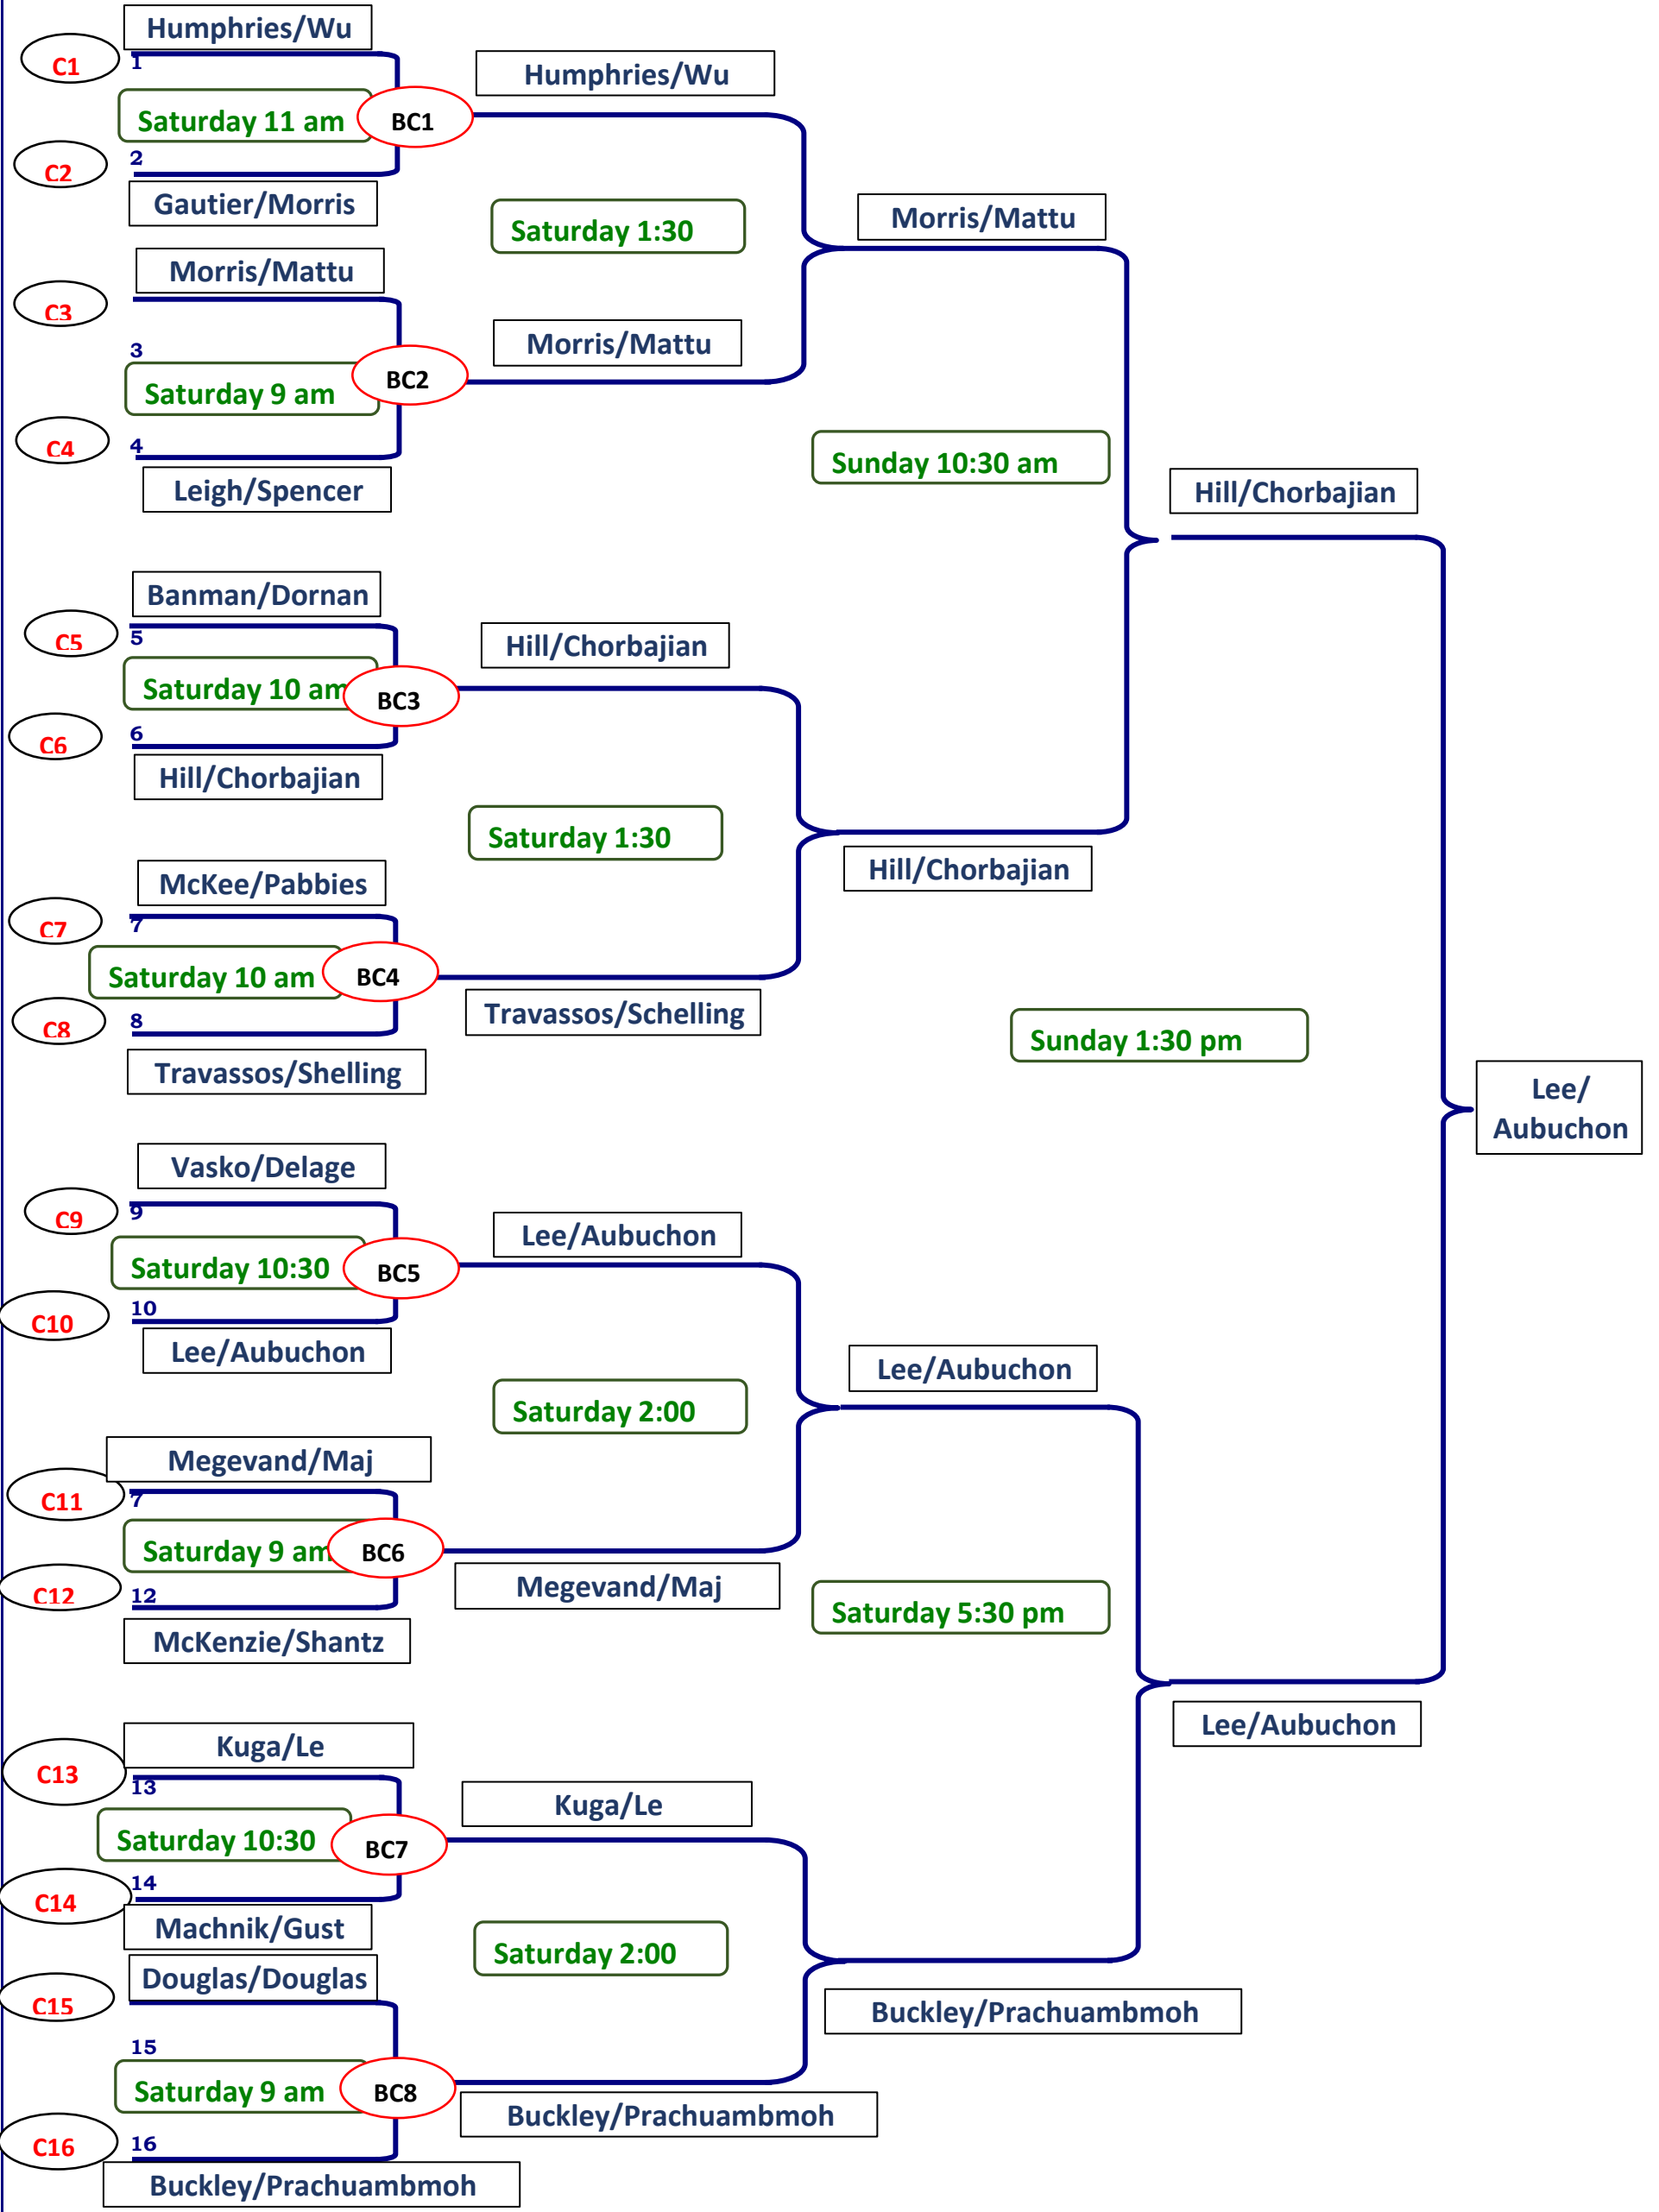 Humphries/Wu
C1
1
Humphries/Wu
Saturday 11 am
BC1
C2
2
Gautier/Morris
Saturday 1:30
Morris/Mattu
Morris/Mattu
C3
Morris/Mattu
3
Saturday 9 am
BC2
C4
4
Leigh/Spencer
Sunday 10:30 am
Hill/Chorbajian
Banman/Dornan
C5
5
Hill/Chorbajian
Saturday 10 am
BC3
C6
6
Hill/Chorbajian
Saturday 1:30
Hill/Chorbajian
McKee/Pabbies
C7
7
Saturday 10 am
BC4
C8
8
Travassos/Schelling
Travassos/Shelling
Sunday 1:30 pm
Lee/
Aubuchon
Vasko/Delage
C9
9
Lee/Aubuchon
Saturday 10:30
BC5
C10
10
Lee/Aubuchon
Lee/Aubuchon
Saturday 2:00
Megevand/Maj
C11
7
Saturday 9 am
BC6
C12
12
Megevand/Maj
McKenzie/Shantz
Saturday 5:30 pm
Lee/Aubuchon
Kuga/Le
C13
13
Kuga/Le
Saturday 10:30
BC7
C14
14
Machnik/Gust
Saturday 2:00
Douglas/Douglas
C15
Buckley/Prachuambmoh
15
Saturday 9 am
BC8
Buckley/Prachuambmoh
C16
16
Buckley/Prachuambmoh